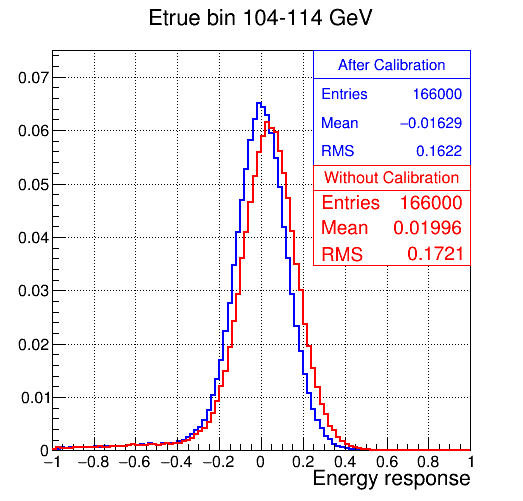 Etrue bin 104-114 GeV
After Calibration
Entries 166000
Mean −0.01629
RMS 0.1622
Without Calibration
Entries 166000
Mean 0.01996
RMS 0.1721
0.07
0.06
0.05
0.04
0.03
0.02
0.01
0
−1 −0.8 −0.6 −0.4 −0.2 0 0.2 0.4 0.6 0.8 1
Energy response